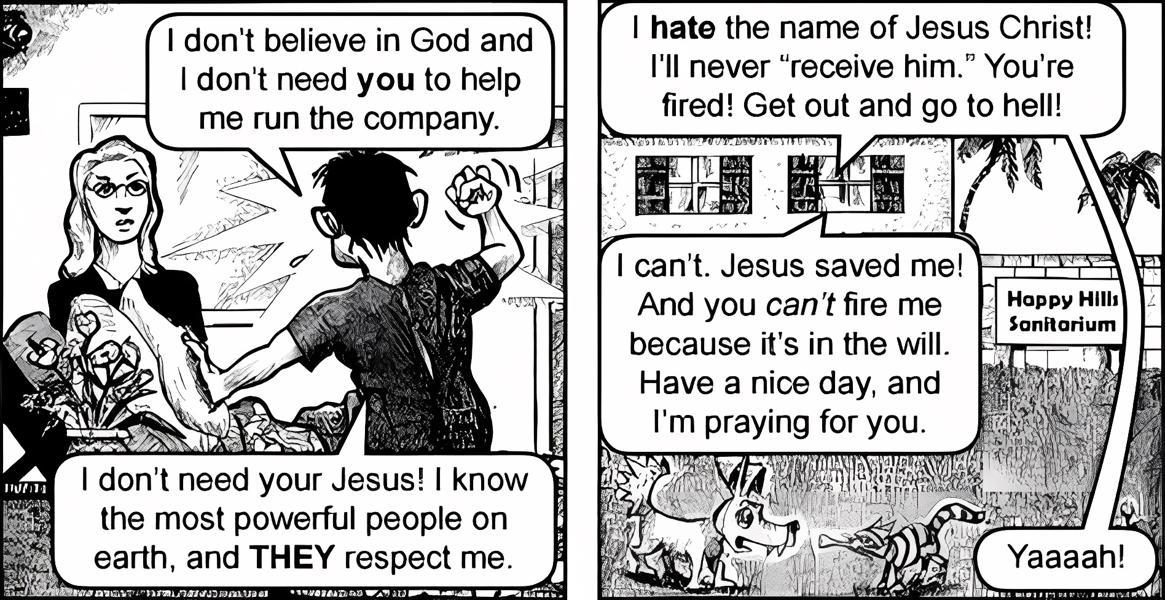 I don't believe in God and
I don't need you to help
me run the company.
I don't need your Jesus! I know
the most powerful people on
earth, and THEY respect me.
I hate the name of Jesus Christ!
I'll never “receive him.” You're
fired! Get out and go to hell!
I can't. Jesus saved me!
And you can't fire me
because it's in the will.
Have a nice day, and
I'm praying for you.
Happy Hills
Sanitarium
Yaaaah!